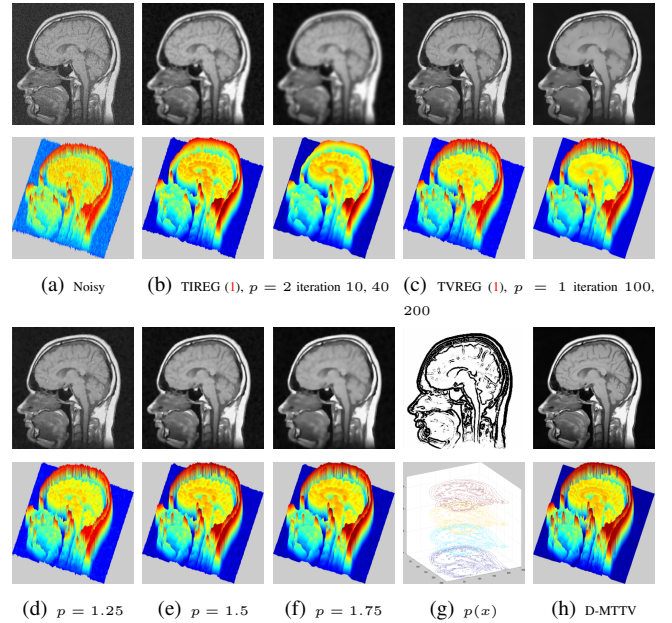 (a) Noisy
(b) TIREG (1), p = 2 iteration 10, 40
(c) TVREG (1), p = 1 iteration 100,
200
(d) p = 1.25
(e) p = 1.5
(f) p = 1.75
(g) p(x)
(h) D-MTTV